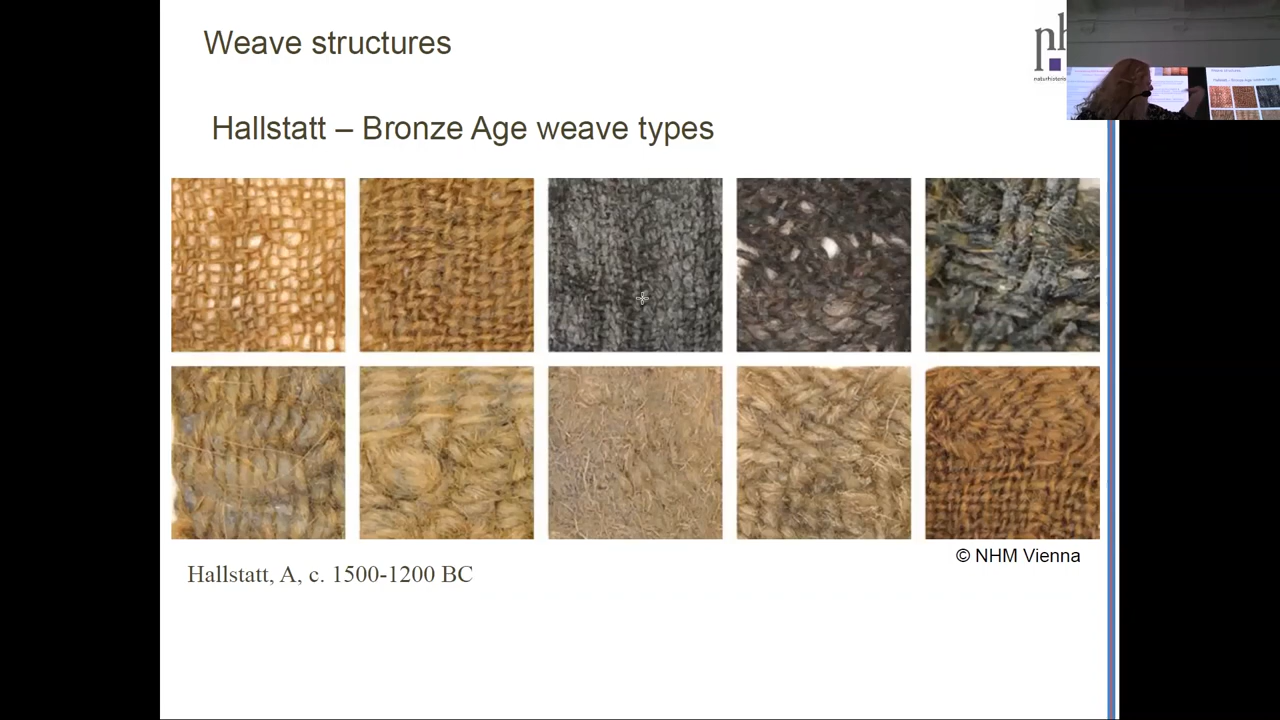 Weave structures
Hallstatt – Bronze Age weave types
© NHM Vienna
Hallstatt, A, c. 1500-1200 BC